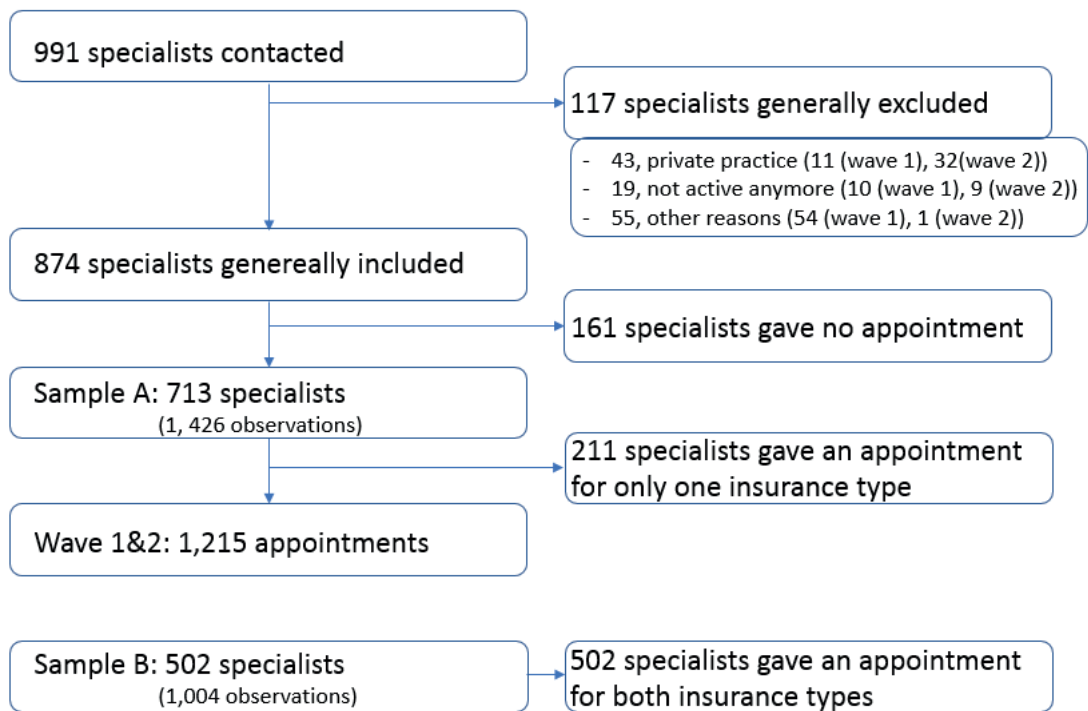 991 specialists contacted
117 specialists generally excluded
- 43, private practice (11 (wave 1), 32(wave 2))
- 19, not active anymore (10 (wave 1), 9 (wave 2))
- 55, other reasons (54 (wave 1), 1 (wave 2))
874 specialists genereally included
161 specialists gave no appointment
Sample A: 713 specialists
(1, 426 observations)
211 specialists gave an appointment
for only one insurance type
Wave 1&2: 1,215 appointments
Sample B: 502 specialists
(1,004 observations)
502 specialists gave an appointment
for both insurance types